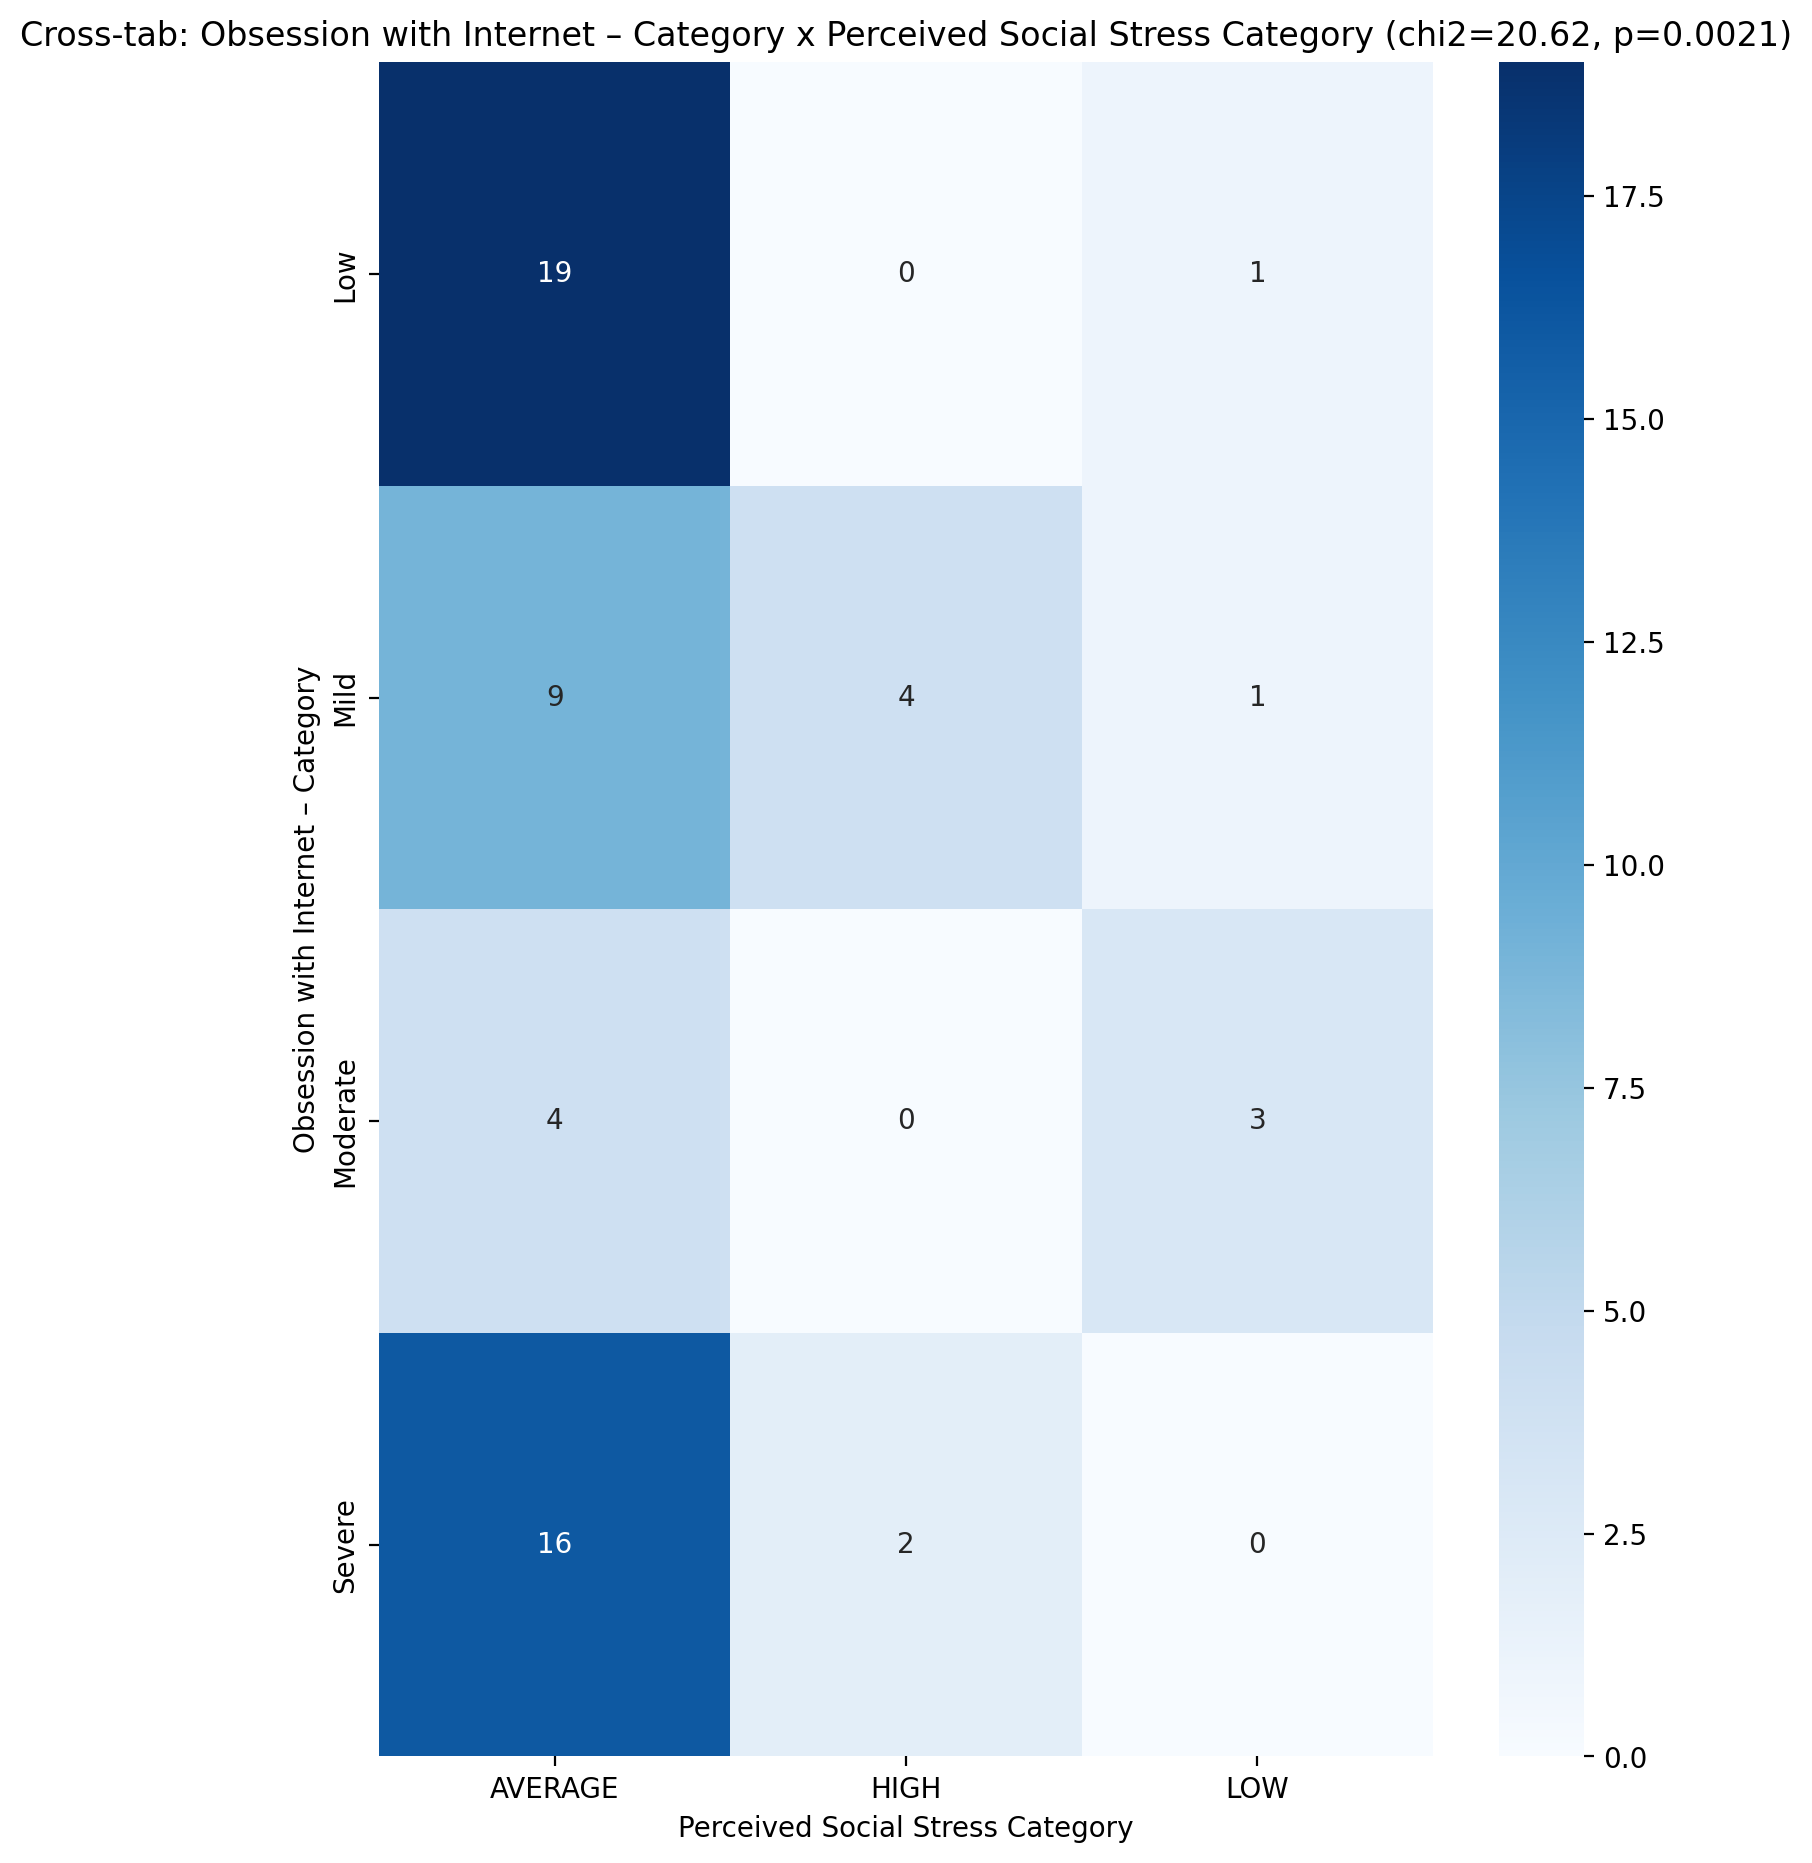 Cross-tab: Obsession with Internet – Category x Perceived Social Stress Category (chi2=20.62, p=0.0021)
Obsession with Internet – Category
Low
19
0
1
Mild
9
4
1
Moderate
4
0
3
Severe
16
2
0
AVERAGE
HIGH
LOW
Perceived Social Stress Category
17.5
15.0
12.5
10.0
7.5
5.0
2.5
0.0